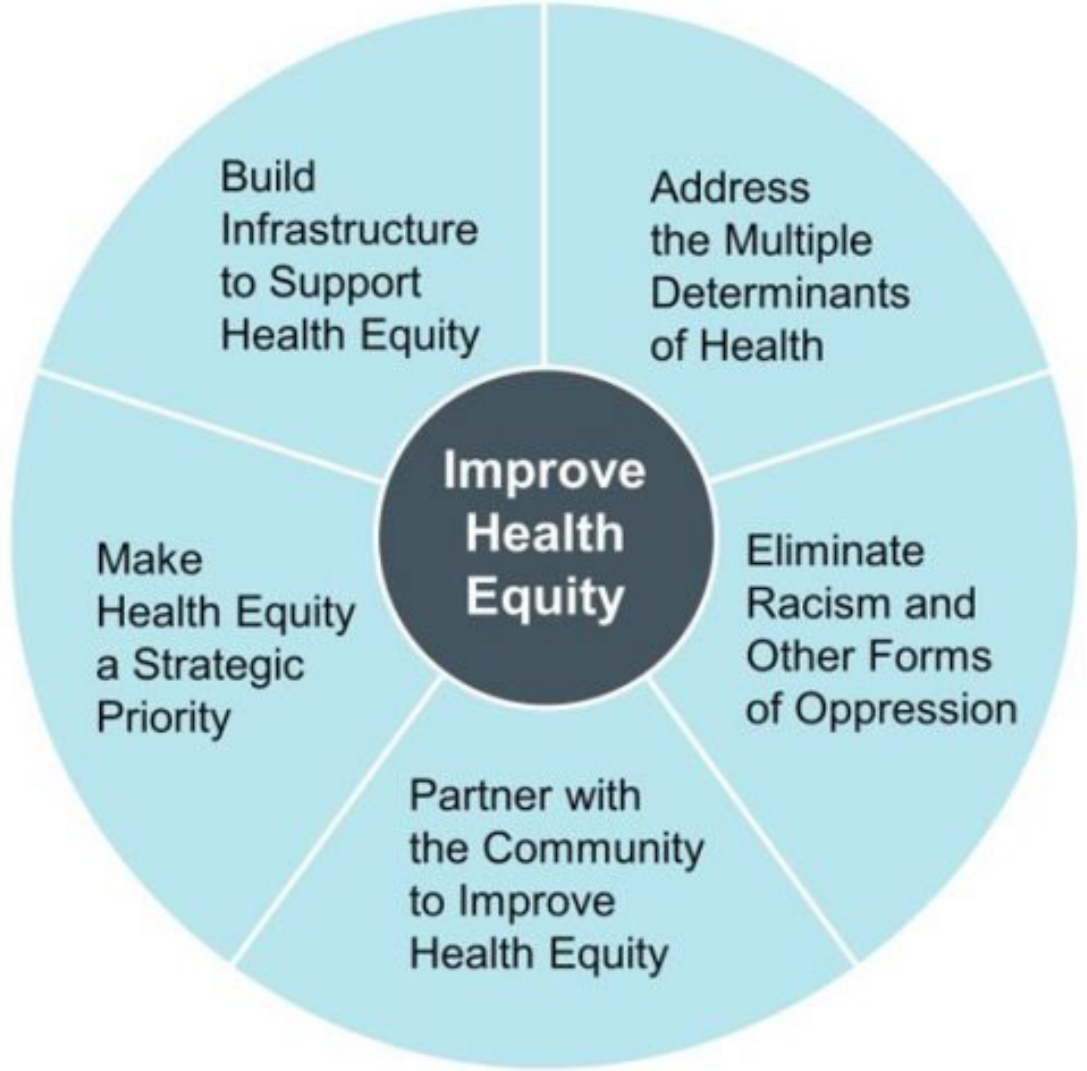 Build
Infrastructure
to Support
Health Equity
Address
the Multiple
Determinants
of Health
Improve
Health
Equity
Make
Health Equity
a Strategic
Priority
Eliminate
Racism and
Other Forms
of Oppression
Partner with
the Community
to Improve
Health Equity